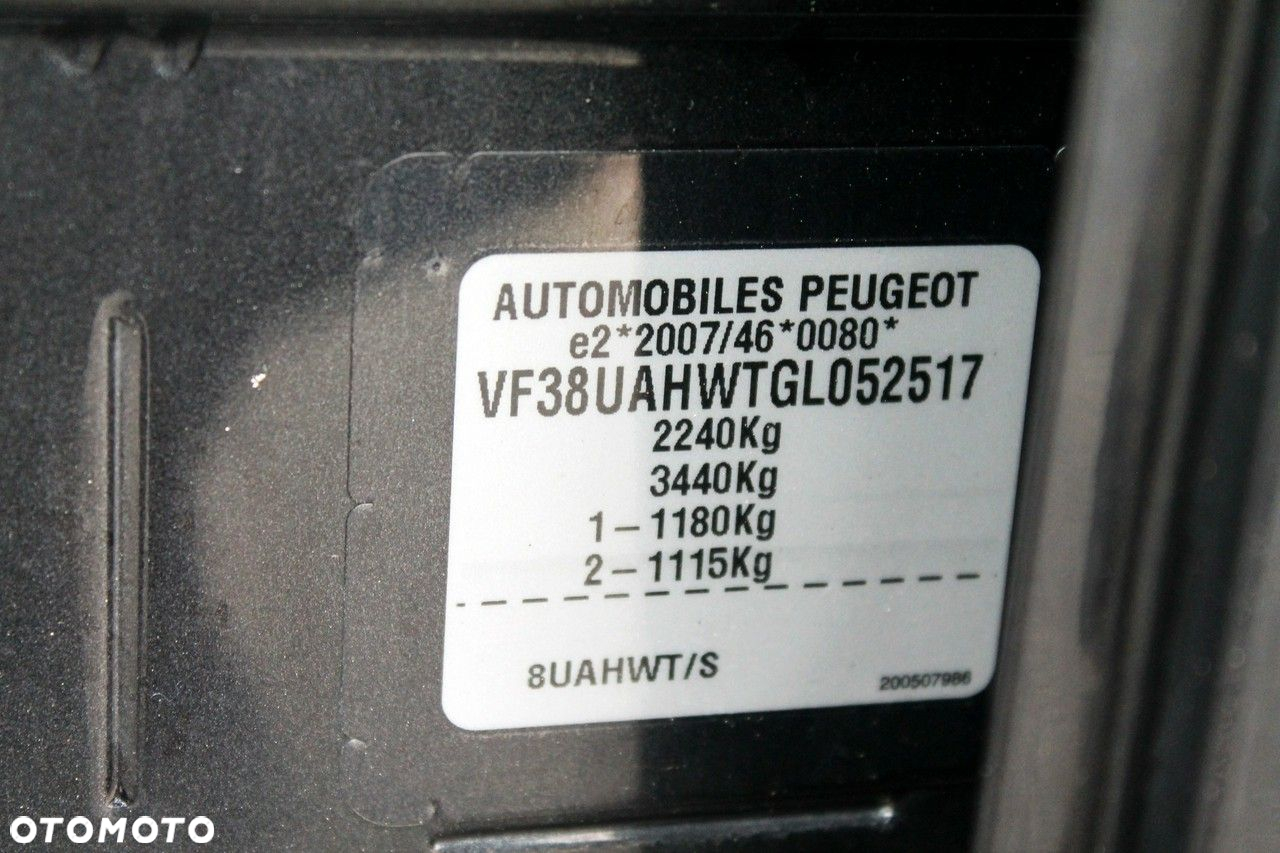 AUTOMOBILES PEUGEOT
e2*2007/46*0080*
VF38UAHWTGL052517
2240Kg
3440Kg
1-1180Kg
2-1115Kg
8UAHWT/S
200507986
OTOMOTO